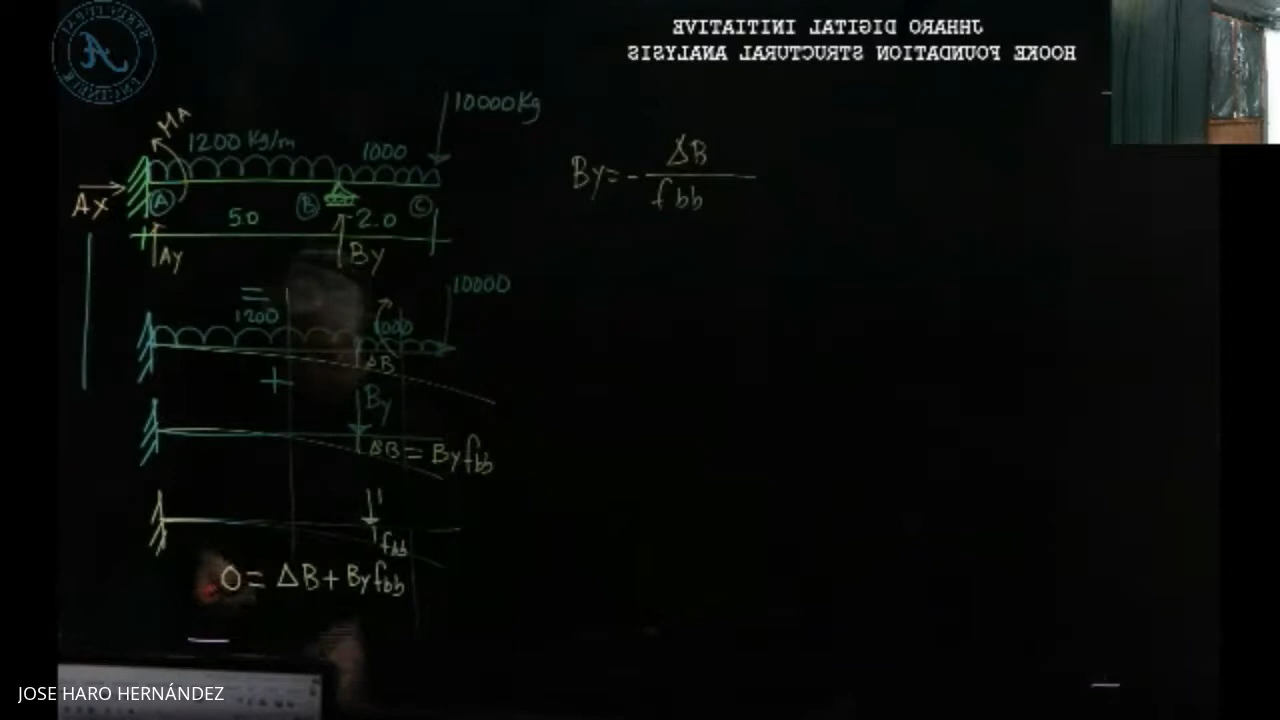 JHHARO DIGITAL INITIATIVE
HOOKE FOUNDATION STRUCTURAL ANALYSIS
STRUCTURAL
ENGINEER
10000 Kg
MA
1200 Kg/m
1000
Ax
A
B
C
5.0
2.0
Ay
By
=
10000
1200
1000
ΔB
+
By
ΔB = By fbb
1
fbb
0 = ΔB + By fbb
By = - ΔB / fbb
JOSE HARO HERNÁNDEZ